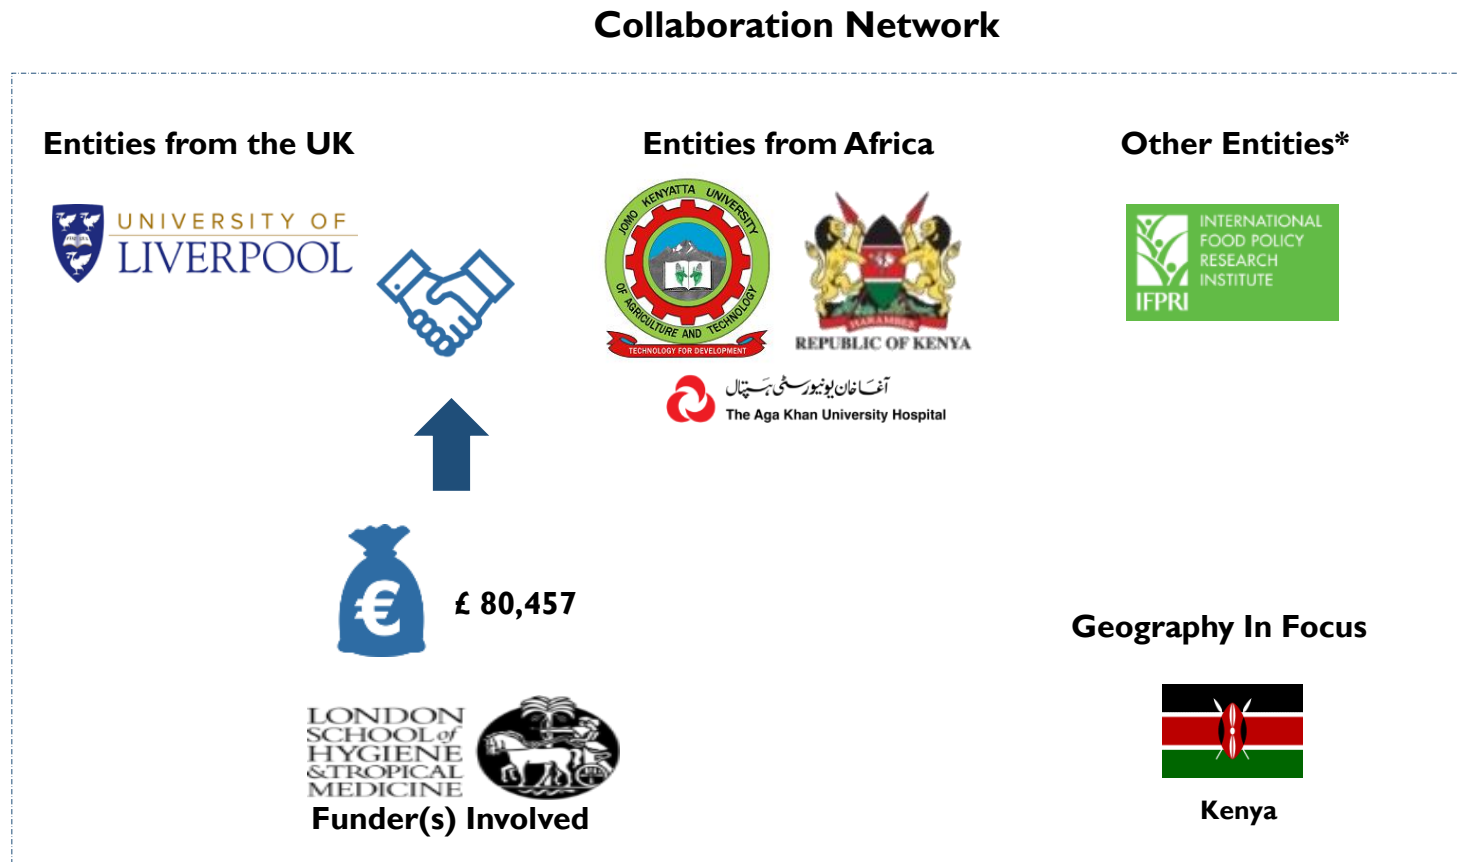 Collaboration Network
Entities from the UK
Entities from Africa
Other Entities*
UNIVERSITY OF
LIVERPOOL
JOMO KENYATTA UNIVERSITY
OF AGRICULTURE AND TECHNOLOGY
TECHNOLOGY FOR DEVELOPMENT
HARAMBEE
REPUBLIC OF KENYA
آغا خان یونیورسٹی ہسپتال
The Aga Khan University Hospital
INTERNATIONAL
FOOD POLICY
RESEARCH
INSTITUTE
IFPRI
€
£ 80,457
LONDON
SCHOOL of
HYGIENE
&TROPICAL
MEDICINE
Funder(s) Involved
Geography In Focus
Kenya